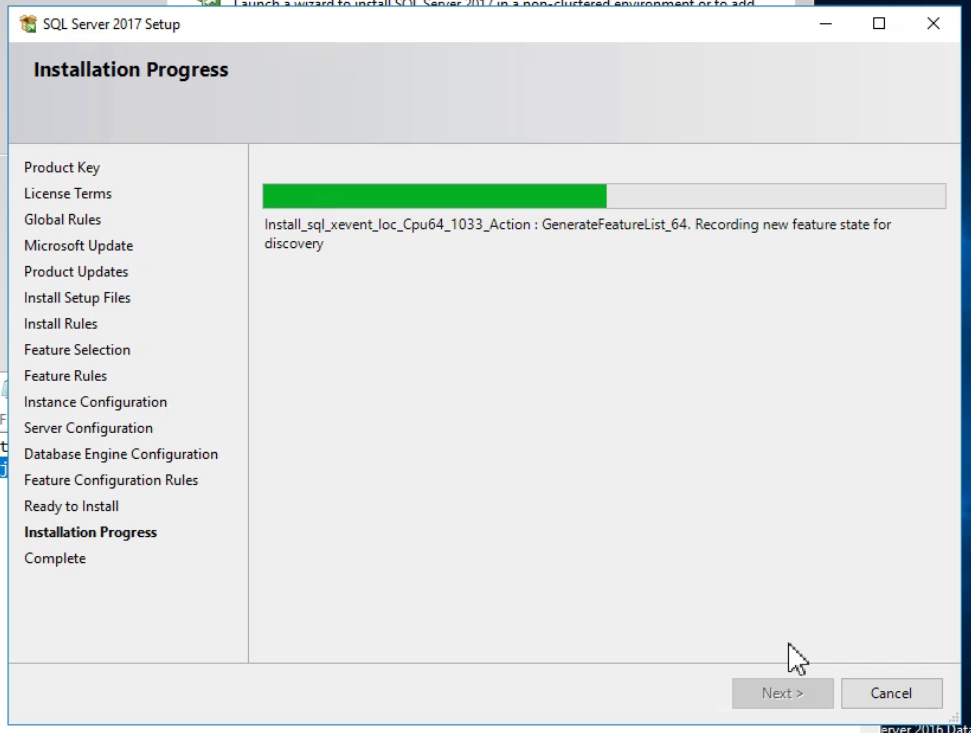 Launch a wizard to install SQL Server 2017 in a non-clustered environment or to add
SQL Server 2017 Setup
Installation Progress
Product Key
License Terms
Global Rules
Microsoft Update
Product Updates
Install Setup Files
Install Rules
Feature Selection
Feature Rules
Instance Configuration
Server Configuration
Database Engine Configuration
Feature Configuration Rules
Ready to Install
Installation Progress
Complete
Install_sql_xevent_loc_Cpu64_1033_Action : GenerateFeatureList_64. Recording new feature state for
discovery
F
t
j
Next >
Cancel
erver 2016 Data